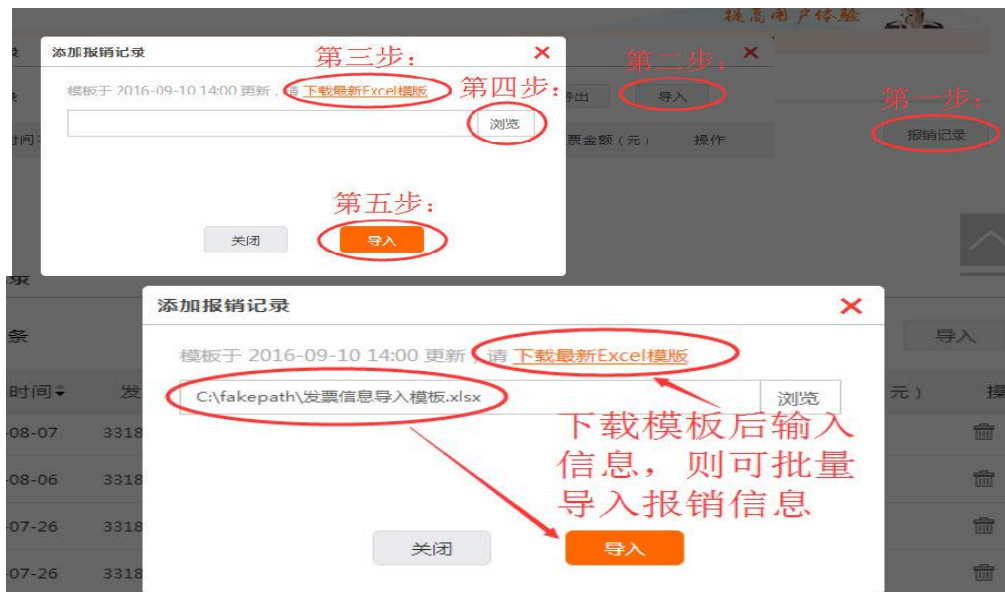 提高用户体验
录
添加报销记录
第三步：
第二步：
模板于 2016-09-10 14:00 更新，请 下载最新Excel模版
第四步：
导出
导入
第一步：
浏览
报销记录
时间
票金额（元）
操作
第五步：
关闭
导入
录
添加报销记录
条
导入
模板于 2016-09-10 14:00 更新，请 下载最新Excel模版
时间
发
C:\fakepath\发票信息导入模板.xlsx
浏览
元）
操
下载模板后输入
信息，则可批量
导入报销信息
-08-07
3318
-08-06
3318
-07-26
3318
关闭
导入
-07-26
3318